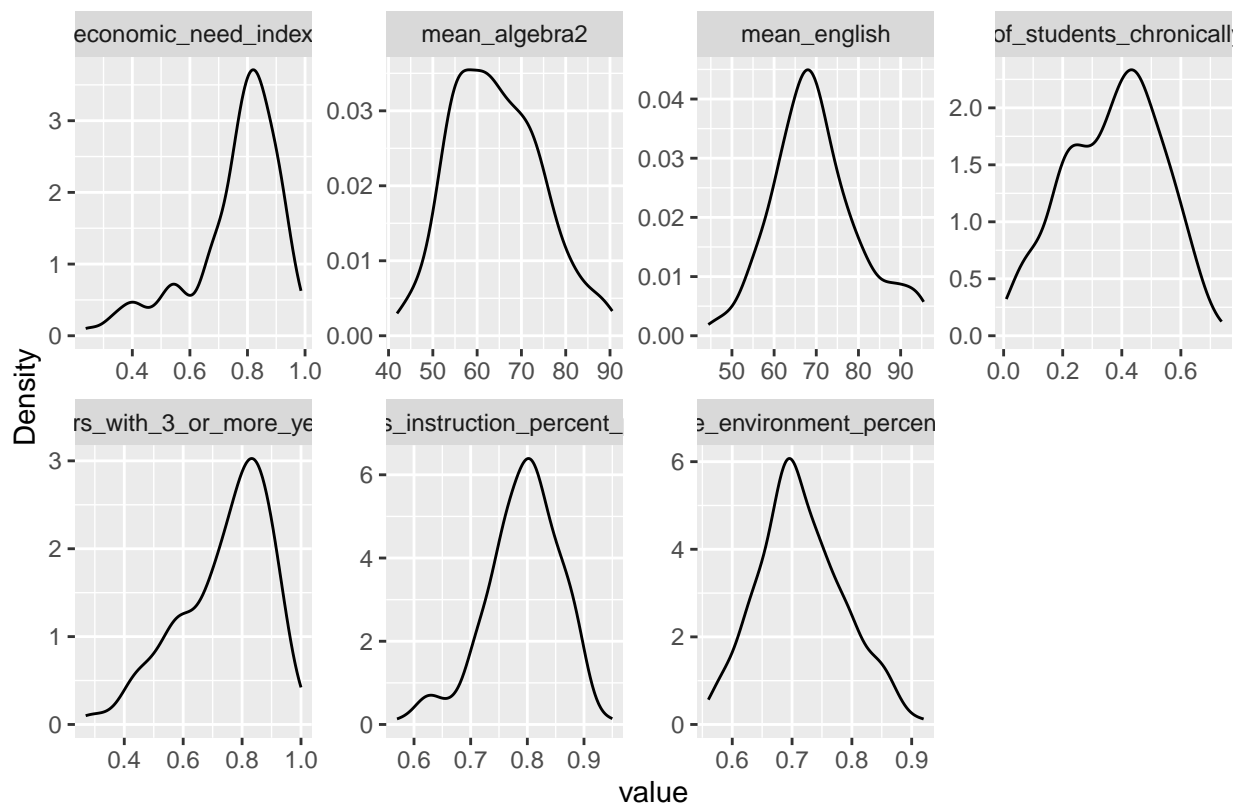 economic_need_index
mean_algebra2
mean_english
of_students_chronically
3
2
1
0
0.4 0.6 0.8 1.0
0.03
0.02
0.01
0.00
40 50 60 70 80 90
0.04
0.03
0.02
0.01
0.00
50 60 70 80 90
2.0
1.5
1.0
0.5
0.0
0.0 0.2 0.4 0.6
Density
rs_with_3_or_more_ye
s_instruction_percent_
e_environment_percen
3
2
1
0
0.4 0.6 0.8 1.0
6
4
2
0
0.6 0.7 0.8 0.9
6
4
2
0
0.6 0.7 0.8 0.9
value